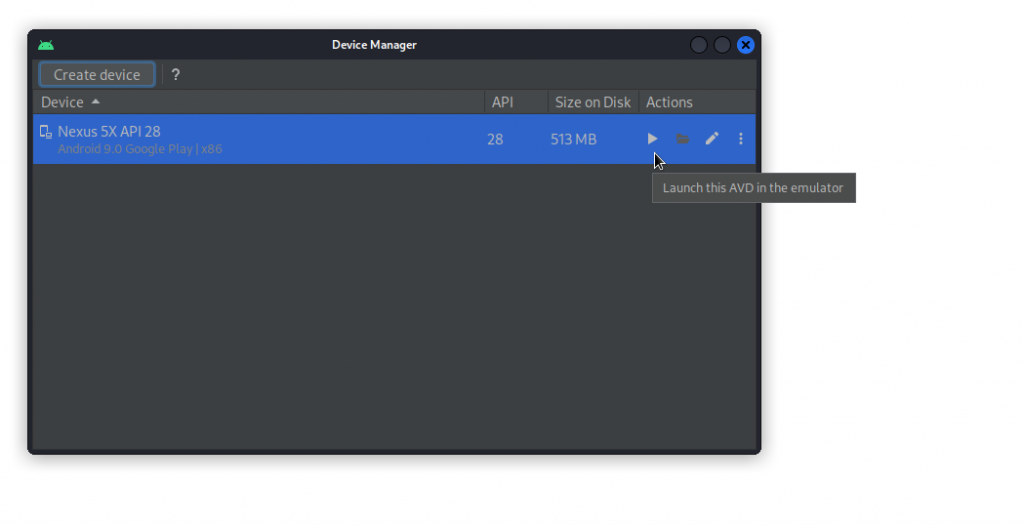 Device Manager
Create device ?
Device API Size on Disk Actions
Nexus 5X API 28
Android 9.0 Google Play | x86
28 513 MB
Launch this AVD in the emulator